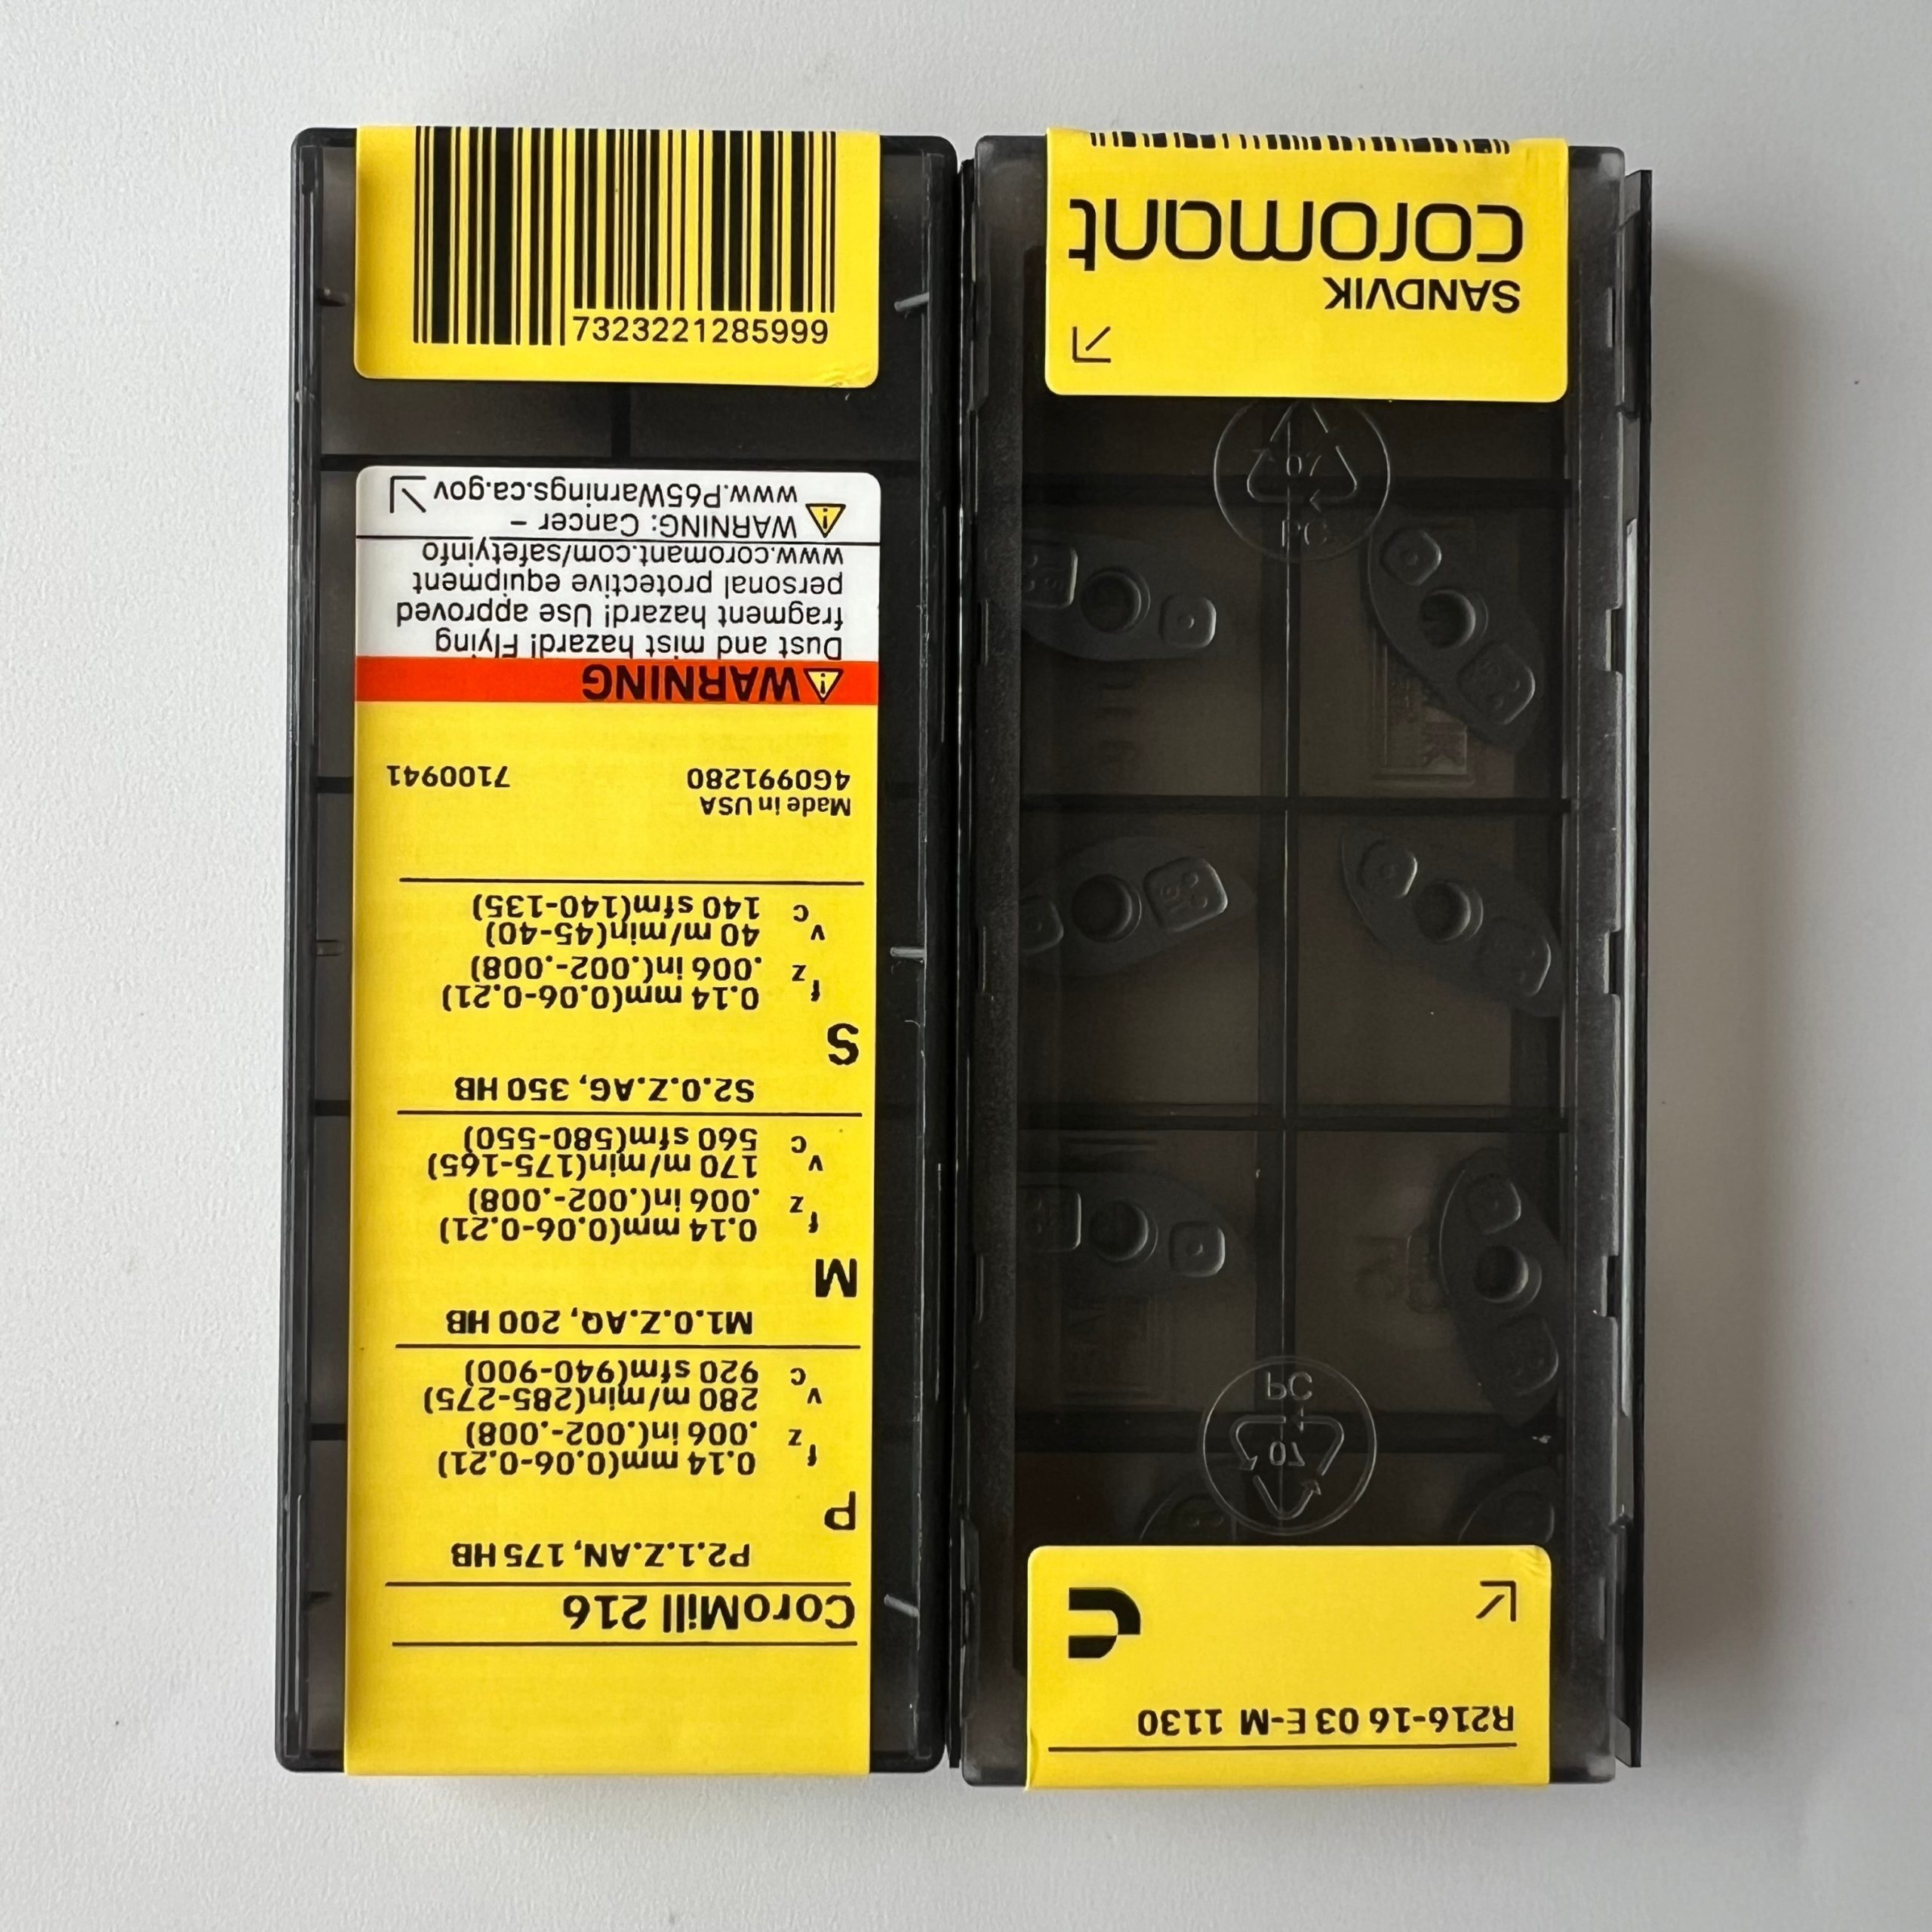 CoroMill 216
P2.1.Z.AN, 175 HB
P
fz 0.14 mm(0.06-0.21)
.006 in(.002-.008)
vc 280 m/min(285-275)
920 sfm(940-900)
M1.0.Z.AQ, 200 HB
M
fz 0.14 mm(0.06-0.21)
.006 in(.002-.008)
vc 170 m/min(175-165)
560 sfm(580-550)
S2.0.Z.AG, 350 HB
S
fz 0.14 mm(0.06-0.21)
.006 in(.002-.008)
vc 40 m/min(45-40)
140 sfm(140-135)
Made in USA
4G0991280 7100941
WARNING
Dust and mist hazard! Flying
fragment hazard! Use approved
personal protective equipment
www.coromant.com/safetyinfo
WARNING: Cancer –
www.P65Warnings.ca.gov
7323221285999
R216-16 03 E-M 1130
PC
07
07
PC
SANDVIK
coromant